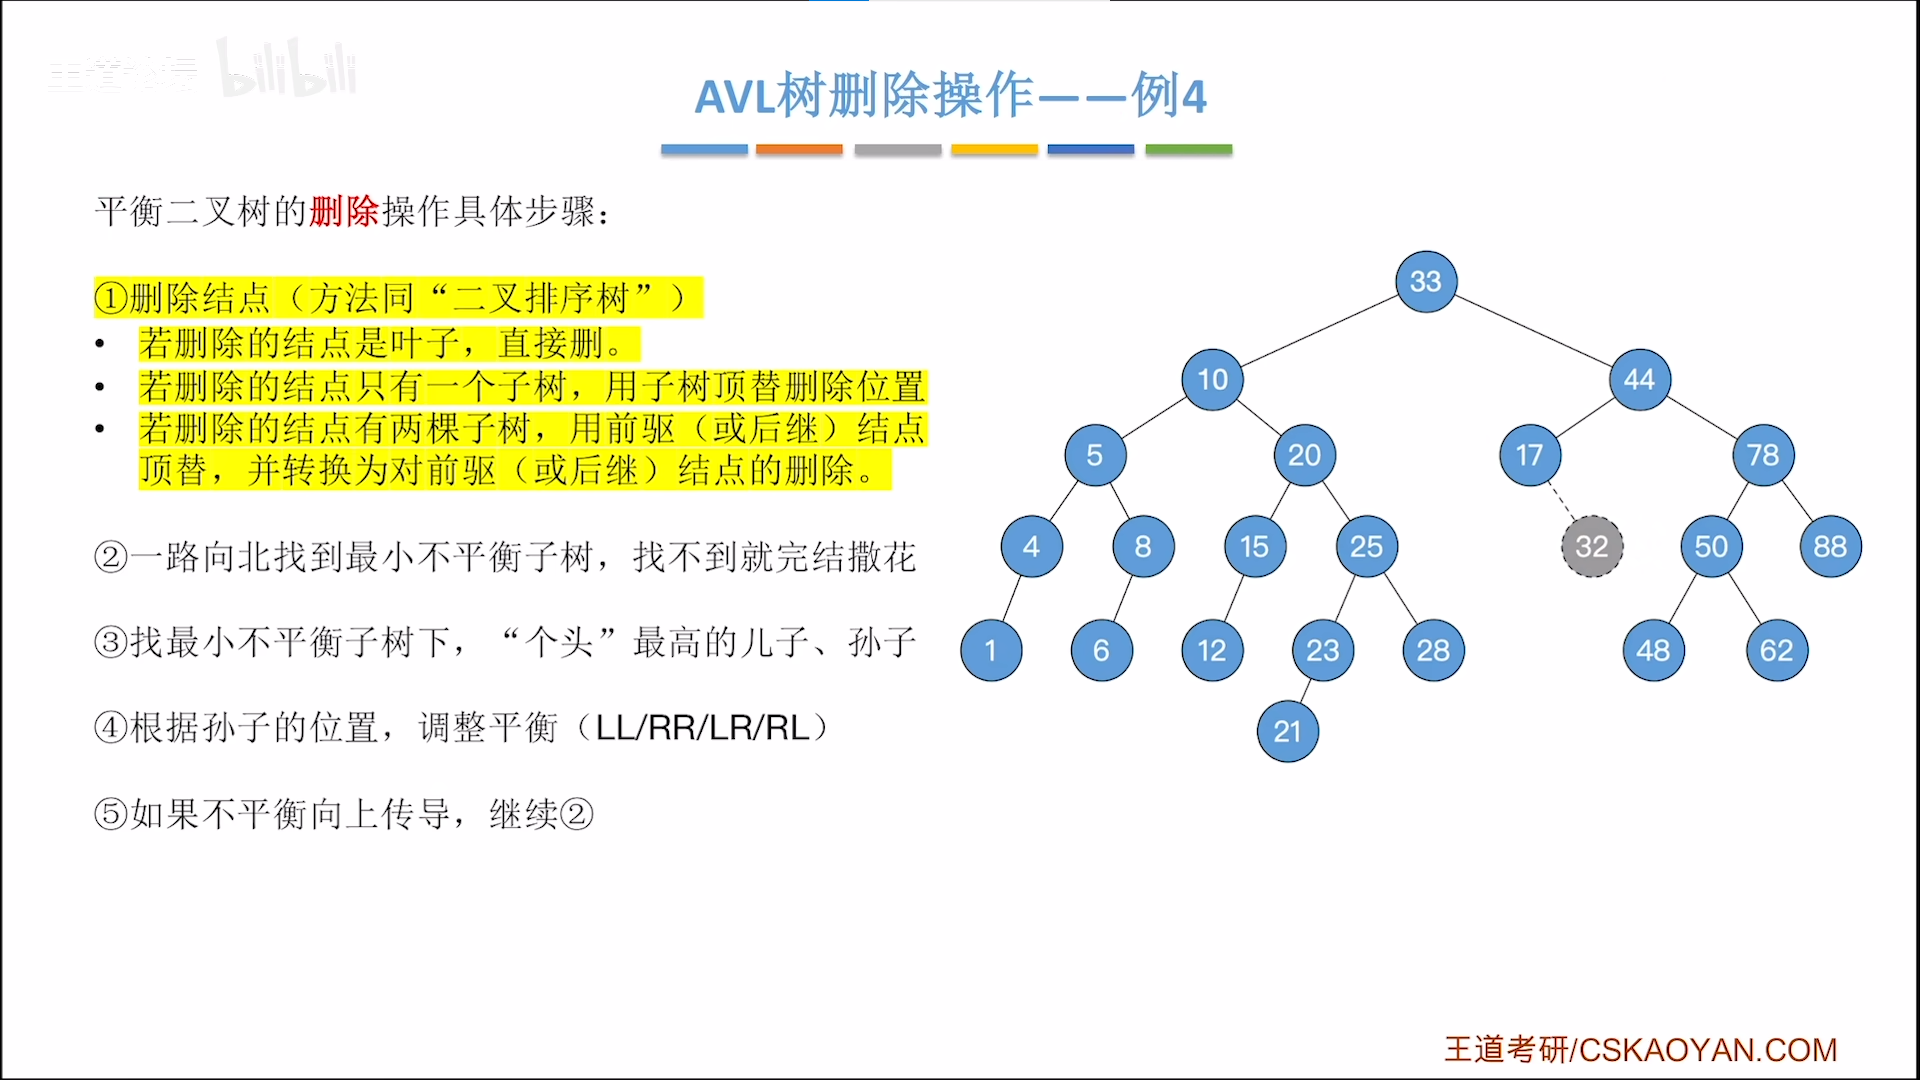 王道论坛 bilibili
AVL树删除操作——例4
平衡二叉树的删除操作具体步骤：
①删除结点（方法同“二叉排序树”）
• 若删除的结点是叶子，直接删。
• 若删除的结点只有一个子树，用子树顶替删除位置
• 若删除的结点有两棵子树，用前驱（或后继）结点
顶替，并转换为对前驱（或后继）结点的删除。
②一路向北找到最小不平衡子树，找不到就完结撒花
③找最小不平衡子树下，“个头”最高的儿子、孙子
④根据孙子的位置，调整平衡（LL/RR/LR/RL）
⑤如果不平衡向上传导，继续②
33
10 44
5 20 17 78
4 8 15 25 32 50 88
1 6 12 23 28 48 62
21
王道考研/CSKAOYAN.COM